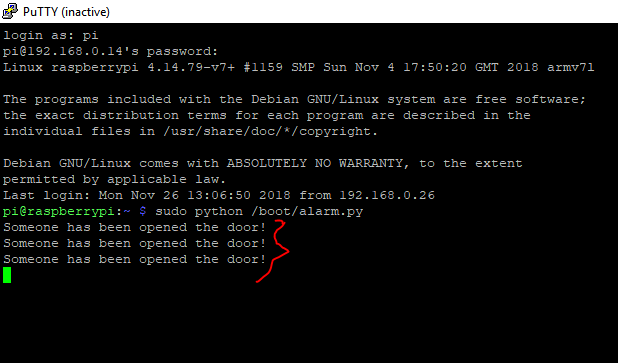 PuTTY (inactive)
login as: pi
pi@192.168.0.14's password:
Linux raspberrypi 4.14.79-v7+ #1159 SMP Sun Nov 4 17:50:20 GMT 2018 armv7l
The programs included with the Debian GNU/Linux system are free software;
the exact distribution terms for each program are described in the
individual files in /usr/share/doc/*/copyright.
Debian GNU/Linux comes with ABSOLUTELY NO WARRANTY, to the extent
permitted by applicable law.
Last login: Mon Nov 26 13:06:50 2018 from 192.168.0.26
pi@raspberrypi:~ $ sudo python /boot/alarm.py
Someone has been opened the door!
Someone has been opened the door!
Someone has been opened the door!